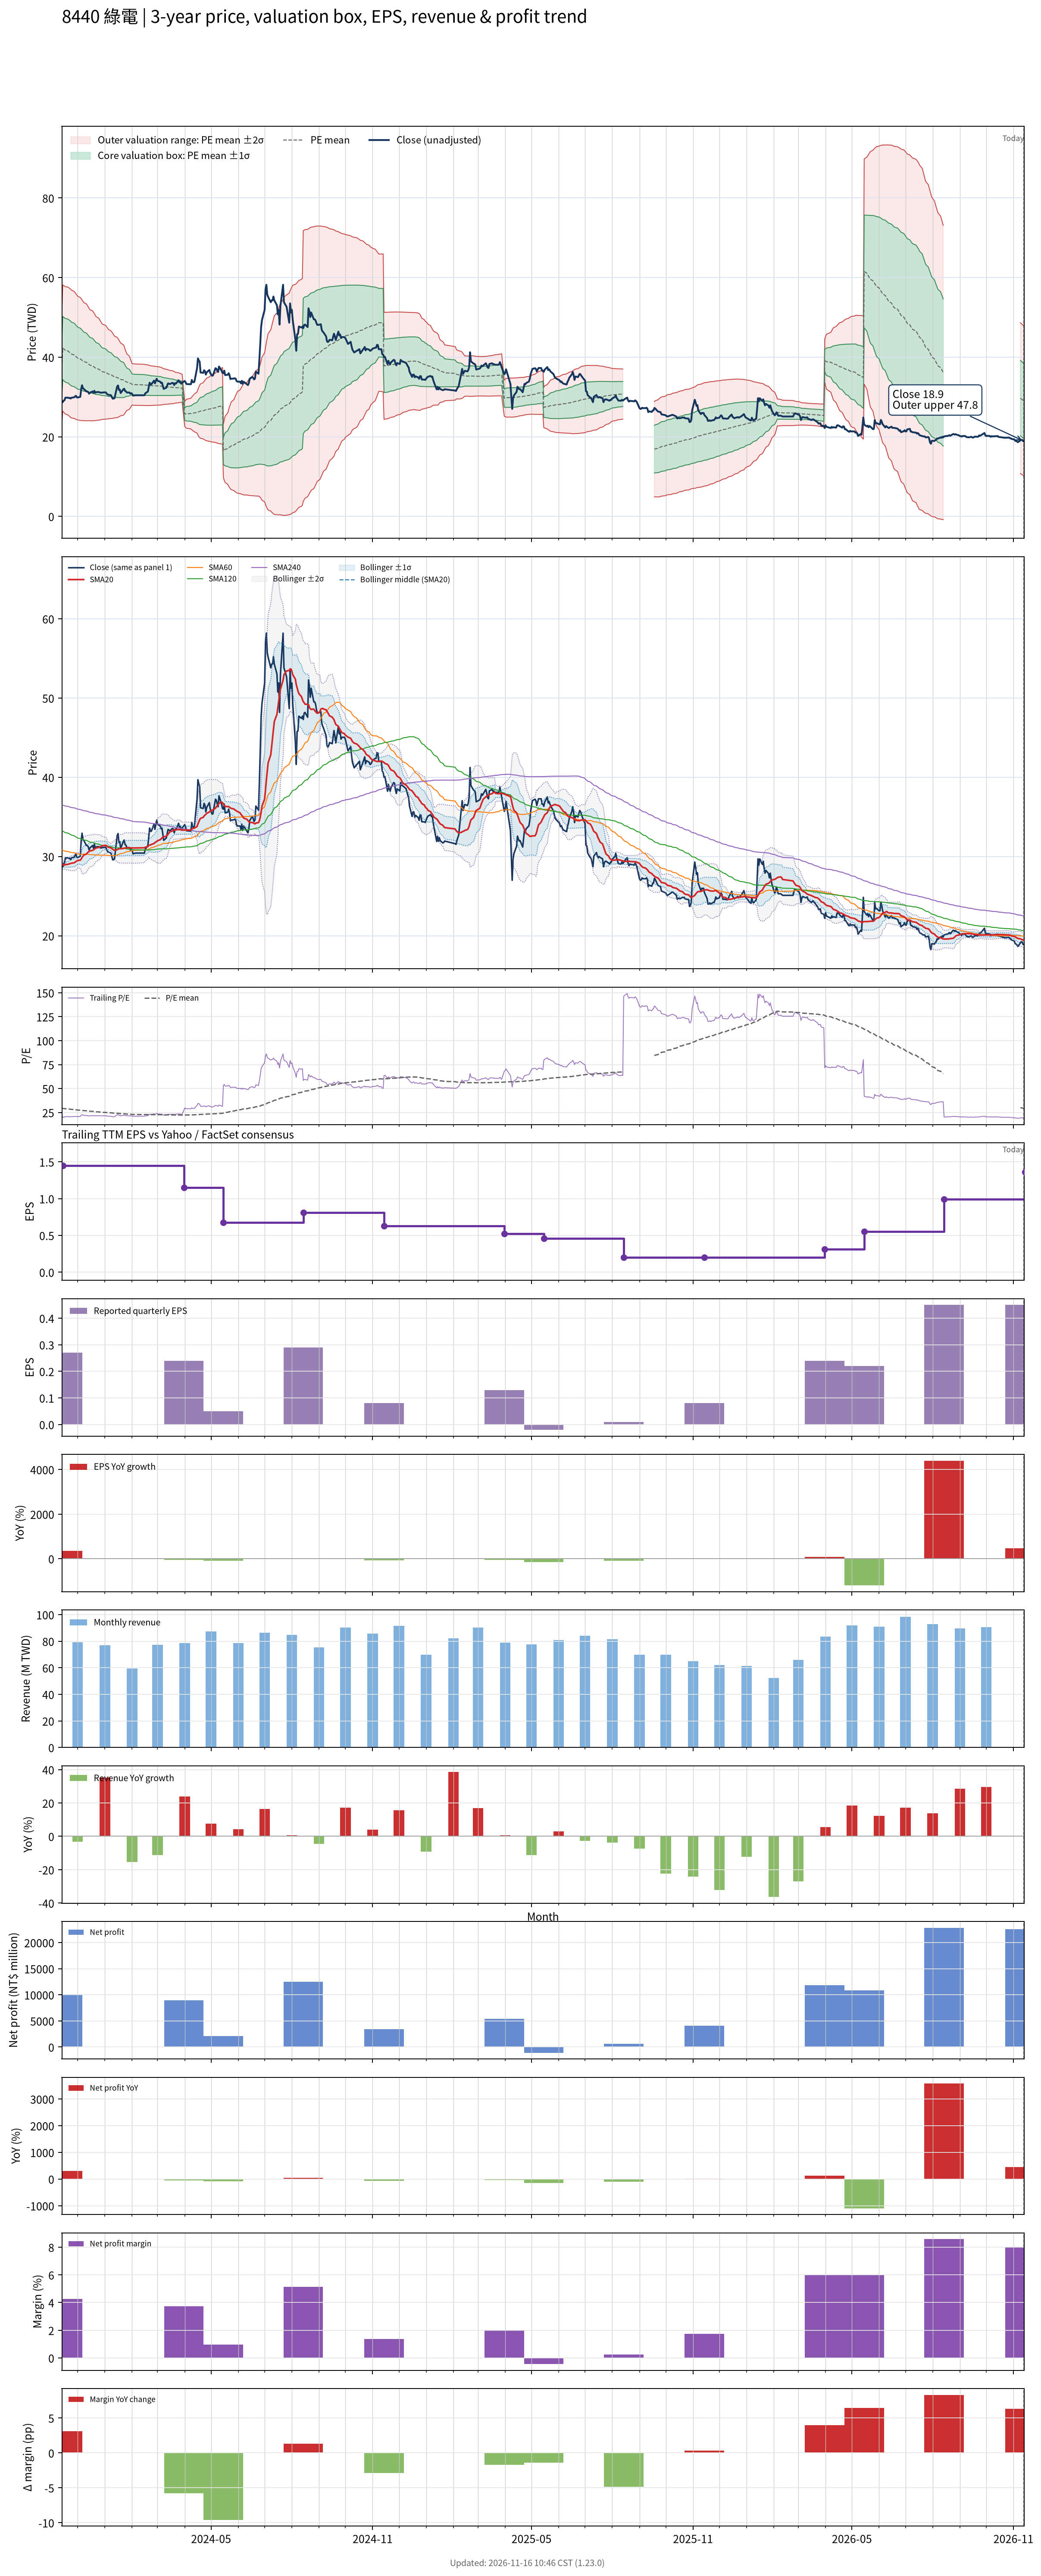 8440 綠電 | 3-year price, valuation box, EPS, revenue & profit trend
Outer valuation range: PE mean ±2σ
Core valuation box: PE mean ±1σ
PE mean
Close (unadjusted)
Today
Price (TWD)
80
60
40
20
0
Close 18.9
Outer upper 47.8
Close (same as panel 1)
SMA20
SMA60
SMA120
SMA240
Bollinger ±2σ
Bollinger ±1σ
Bollinger middle (SMA20)
Price
60
50
40
30
20
Trailing P/E
P/E mean
P/E
150
125
100
75
50
25
Trailing TTM EPS vs Yahoo / FactSet consensus
Today
EPS
1.5
1.0
0.5
0.0
Reported quarterly EPS
EPS
0.4
0.3
0.2
0.1
0.0
EPS YoY growth
YoY (%)
4000
2000
0
Monthly revenue
Revenue (M TWD)
100
80
60
40
20
0
Revenue YoY growth
YoY (%)
40
20
0
-20
-40
Month
Net profit
Net profit (NT$ million)
20000
15000
10000
5000
0
Net profit YoY
YoY (%)
3000
2000
1000
0
-1000
Net profit margin
Margin (%)
8
6
4
2
0
Margin YoY change
Δ margin (pp)
5
0
-5
-10
2024-05
2024-11
2025-05
2025-11
2026-05
2026-11
Updated: 2026-11-16 10:46 CST (1.23.0)